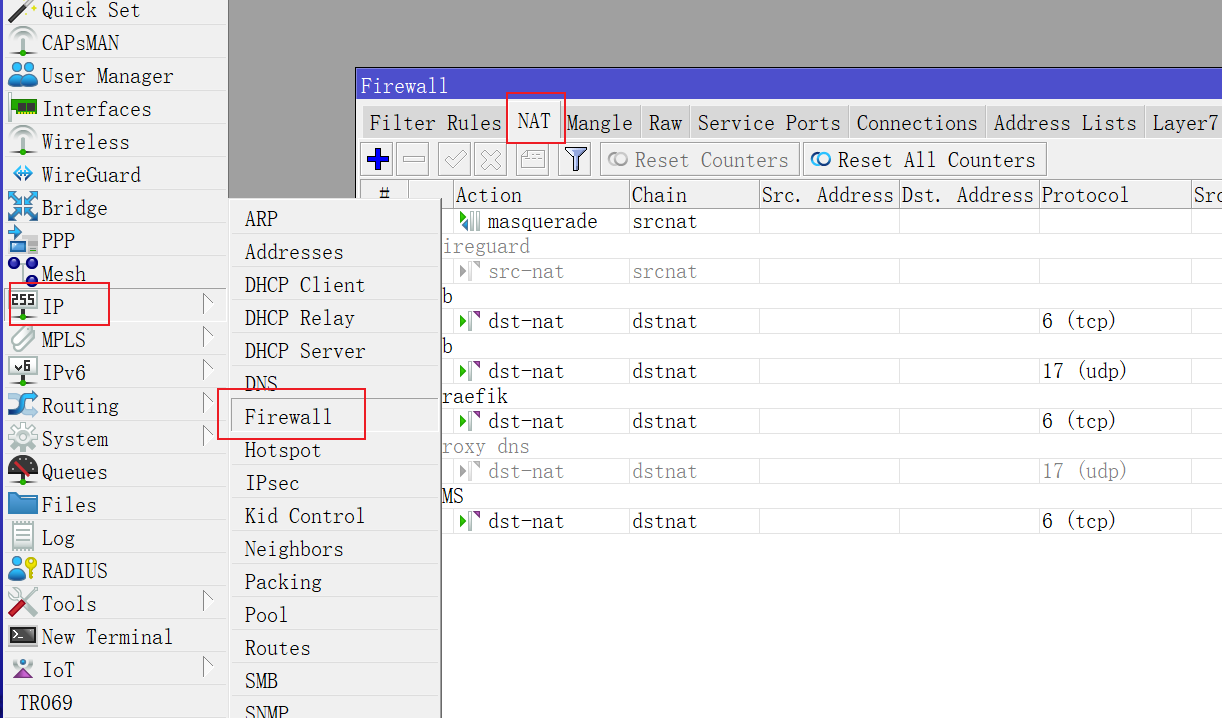 Quick Set
CAPsMAN
User Manager
Interfaces
Wireless
WireGuard
Bridge
PPP
Mesh
255 IP
MPLS
v6 IPv6
Routing
System
Queues
Files
Log
RADIUS
Tools
New Terminal
IoT
TR069
ARP
Addresses
DHCP Client
DHCP Relay
DHCP Server
DNS
Firewall
Hotspot
IPsec
Kid Control
Neighbors
Packing
Pool
Routes
SMB
SNMP
Firewall
Filter Rules NAT Mangle Raw Service Ports Connections Address Lists Layer7
Reset Counters Reset All Counters
# Action Chain Src. Address Dst. Address Protocol Src
masquerade srcnat
ireguard
src-nat srcnat
b
dst-nat dstnat 6 (tcp)
b
dst-nat dstnat 17 (udp)
raefik
dst-nat dstnat 6 (tcp)
roxy dns
dst-nat dstnat 17 (udp)
MS
dst-nat dstnat 6 (tcp)